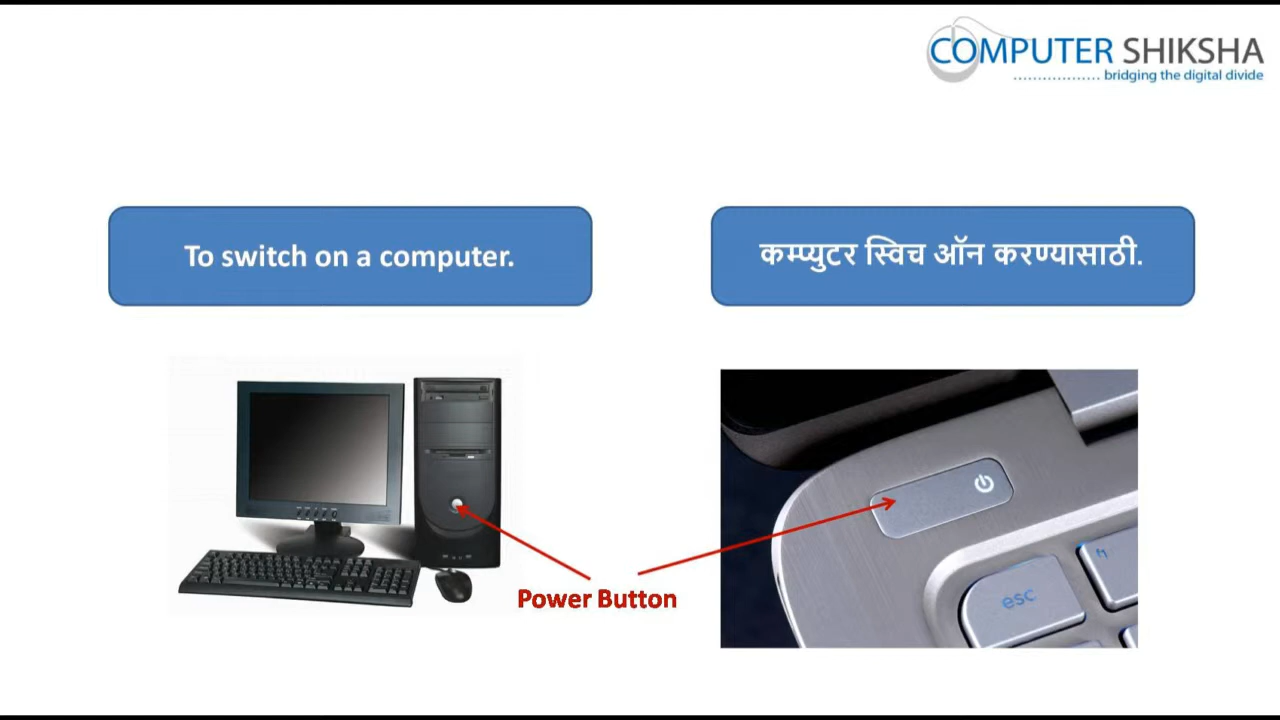 COMPUTER SHIKSHA
bridging the digital divide
To switch on a computer.
कम्प्युटर स्विच ऑन करण्यासाठी.
Power Button
esc